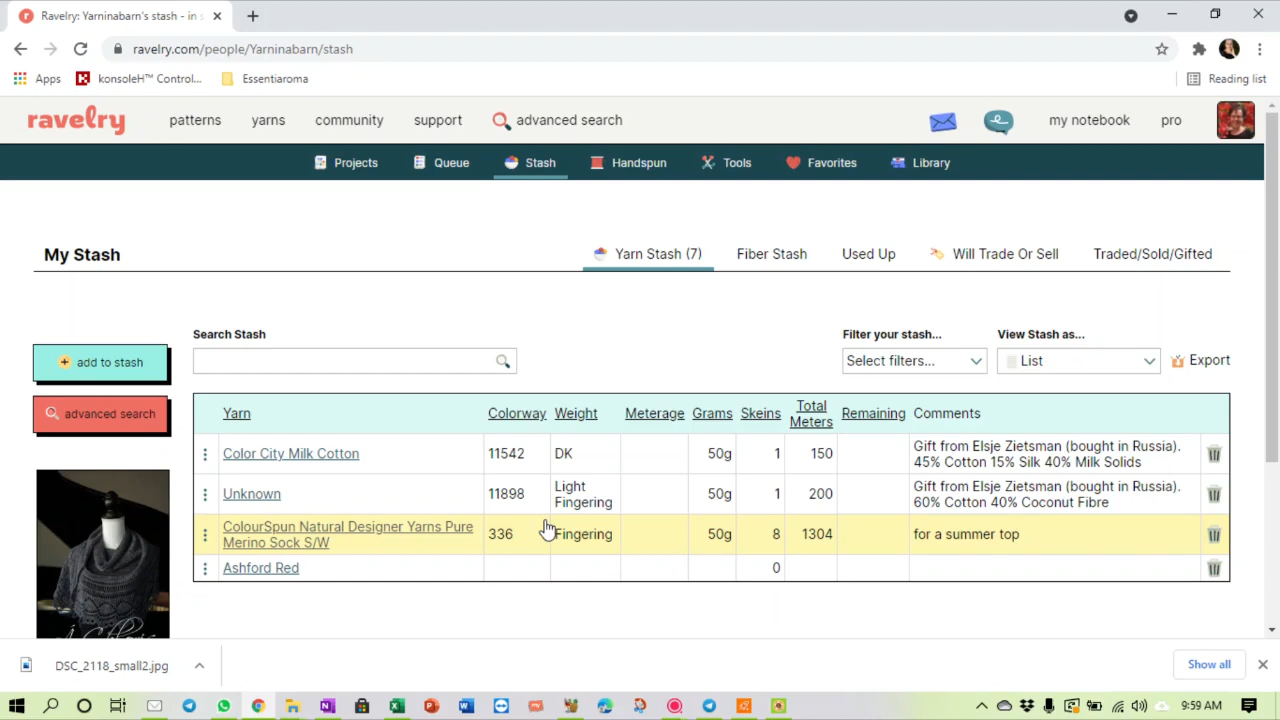 Ravelry: Yarninabarn's stash - in s
ravelry.com/people/Yarninabarn/stash
Apps konsoleH™ Control... Essentiaroma Reading list
ravelry patterns yarns community support advanced search my notebook pro
Projects Queue Stash Handspun Tools Favorites Library
My Stash Yarn Stash (7) Fiber Stash Used Up Will Trade Or Sell Traded/Sold/Gifted
Search Stash Filter your stash... View Stash as...
add to stash Select filters... List Export
advanced search
Yarn Colorway Weight Meterage Grams Skeins Total Meters Remaining Comments
Color City Milk Cotton 11542 DK 50g 1 150 Gift from Elsje Zietsman (bought in Russia).
45% Cotton 15% Silk 40% Milk Solids
Unknown 11898 Light Fingering 50g 1 200 Gift from Elsje Zietsman (bought in Russia).
60% Cotton 40% Coconut Fibre
ColourSpun Natural Designer Yarns Pure
Merino Sock S/W 336 Fingering 50g 8 1304 for a summer top
Ashford Red 0
DSC_2118_small2.jpg Show all
9:59 AM